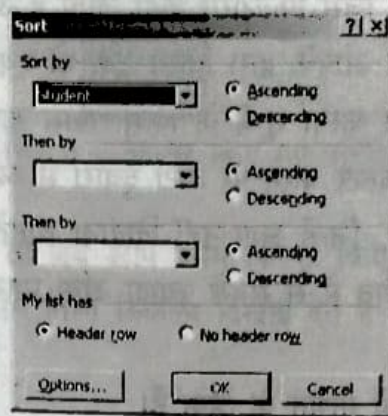 Sort
Sort by
Student
Ascending
Descending
Then by
Ascending
Descending
Then by
Ascending
Descending
My list has
Header row
No header row
Options...
OK
Cancel